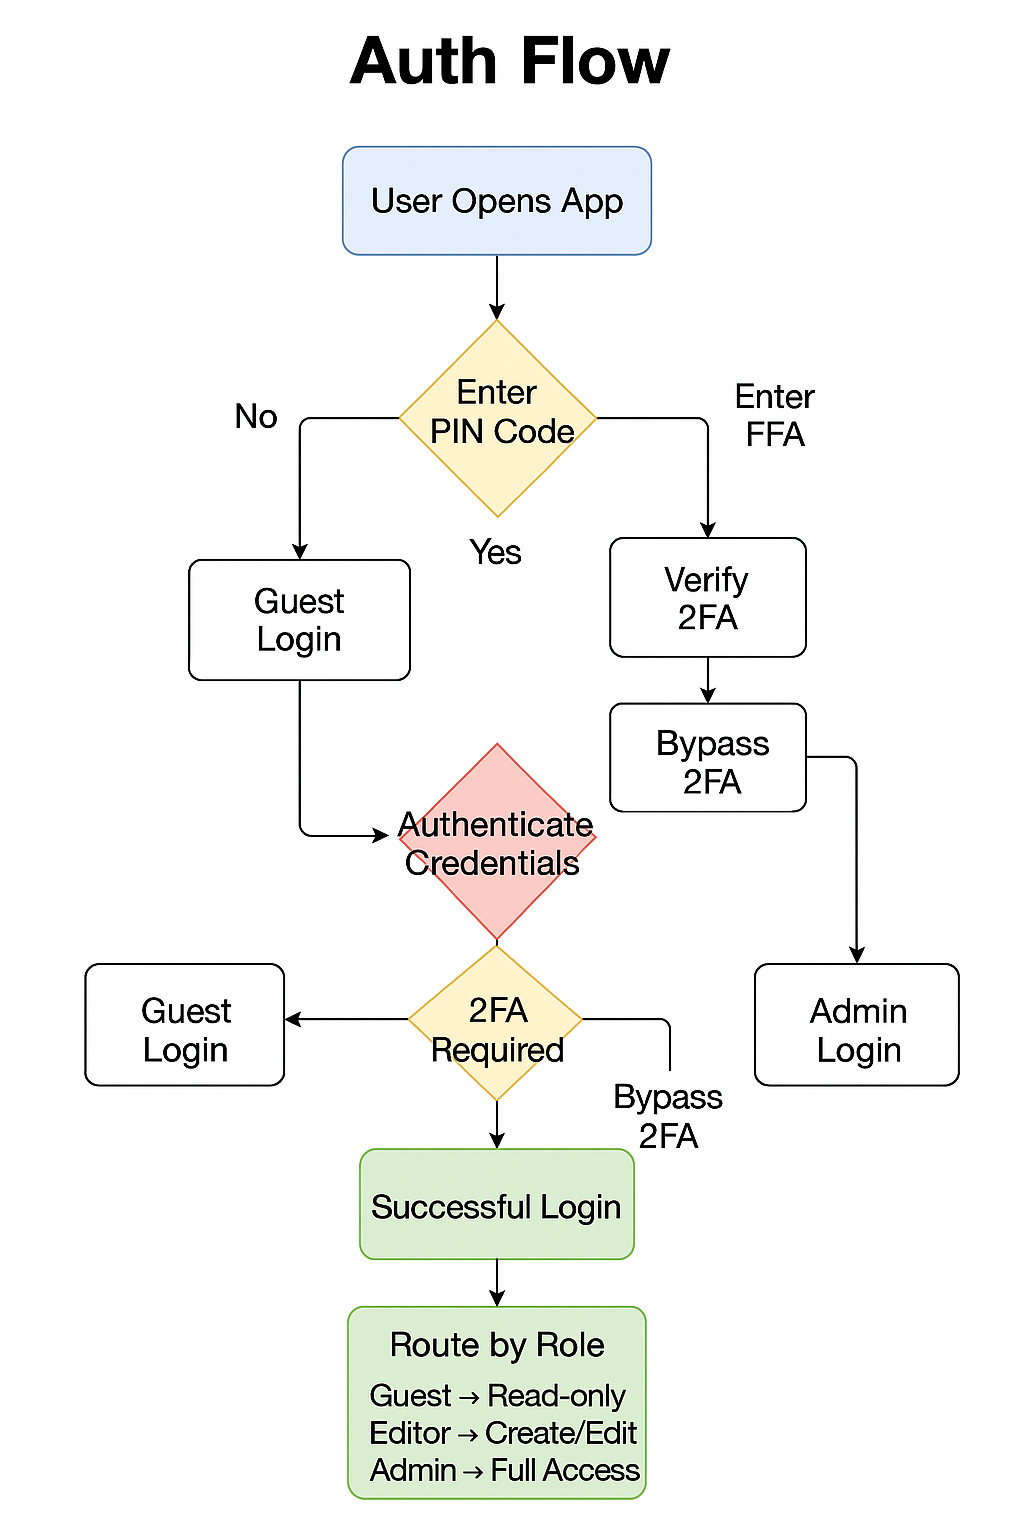 Auth Flow
User Opens App
Enter
PIN Code
No
Enter
FFA
Yes
Guest
Login
Verify
2FA
Bypass
2FA
Authenticate
Credentials
Guest
Login
2FA
Required
Admin
Login
Bypass
2FA
Successful Login
Route by Role
Guest → Read-only
Editor → Create/Edit
Admin → Full Access